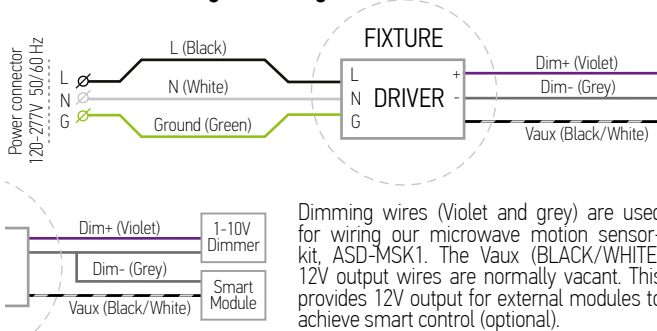 L (Black)
N (White)
Ground (Green)
Power connector
120-277V 50/60 Hz
L
N
G
FIXTURE
L
N
G
DRIVER
+
-
Dim+ (Violet)
Dim- (Grey)
Vaux (Black/White)
Dim+ (Violet)
Dim- (Grey)
Vaux (Black/White)
1-10V
Dimmer
Smart
Module
Dimming wires (Violet and grey) are used
for wiring our microwave motion sensor-
kit, ASD-MSK1. The Vaux (BLACK/WHITE
12V output wires are normally vacant. This
provides 12V output for external modules to
achieve smart control (optional).